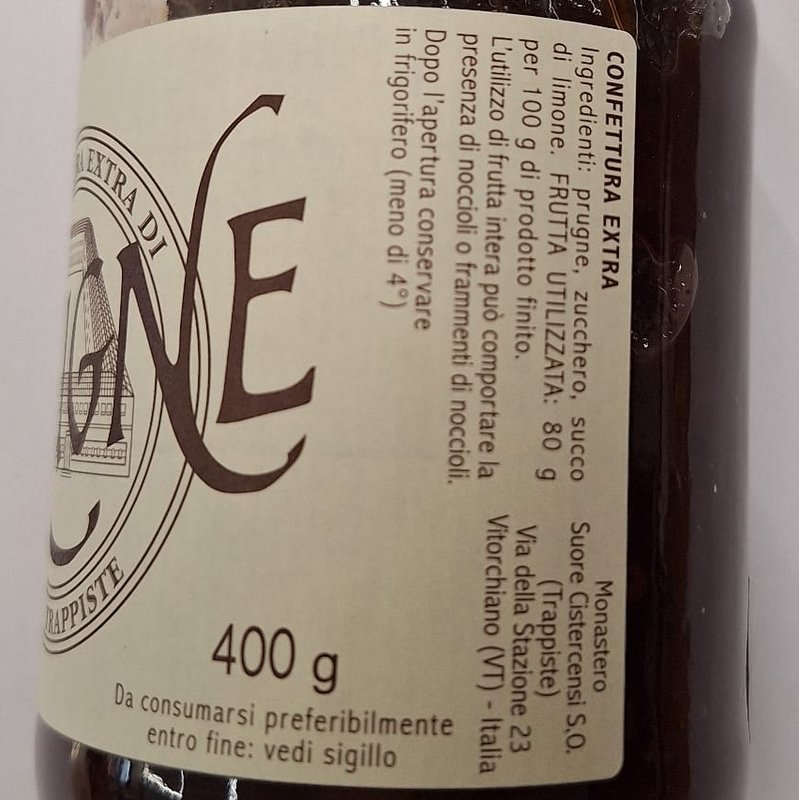 A EXTRA DI
GNE
TRAPPISTE
400 g
Da consumarsi preferibilmente
entro fine: vedi sigillo
CONFETTURA EXTRA
Ingredienti: prugne, zucchero, succo
di limone. FRUTTA UTILIZZATA: 80 g
per 100 g di prodotto finito.
L'utilizzo di frutta intera può comportare la
presenza di noccioli o frammenti di noccioli.
Dopo l'apertura conservare
in frigorifero (meno di 4°)
Monastero
Suore Cistercensi S.O.
(Trappiste)
Via della Stazione 23
Vitorchiano (VT) - Italia